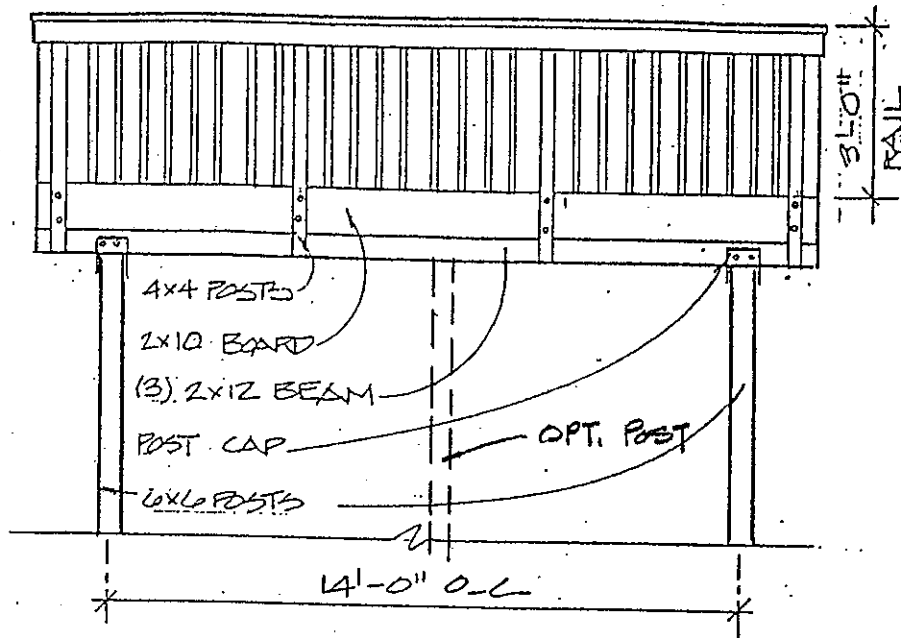 3'-0"
RAIL
4x4 POSTS
2x10 BOARD
(3) 2x12 BEAM
POST CAP
OPT. POST
6x6 POSTS
14'-0" O.C.